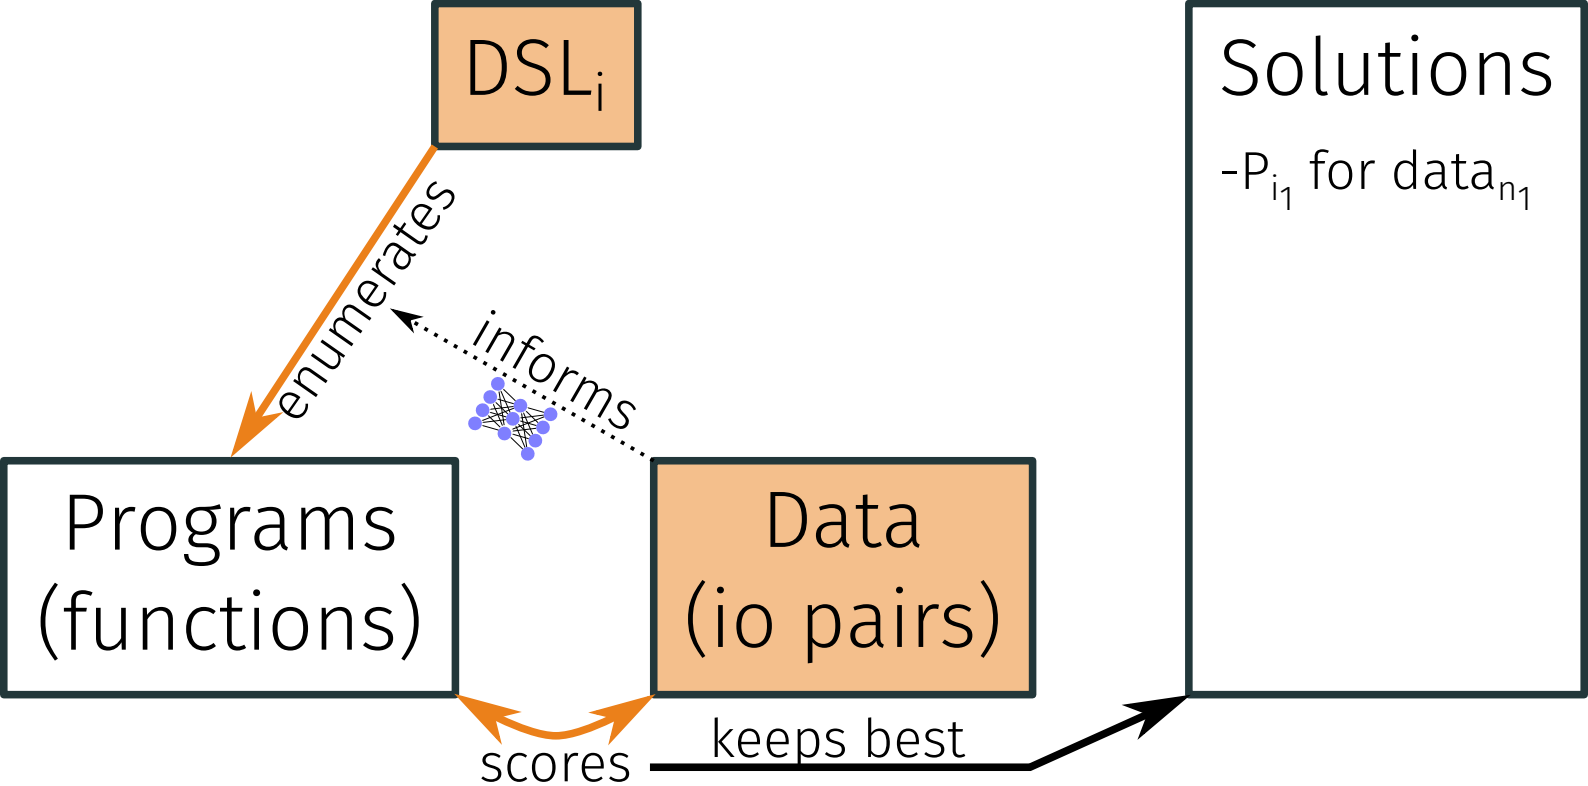 DSLi
Solutions
-Pi1 for datan1
enumerates
informs
Programs
(functions)
Data
(io pairs)
scores
keeps best